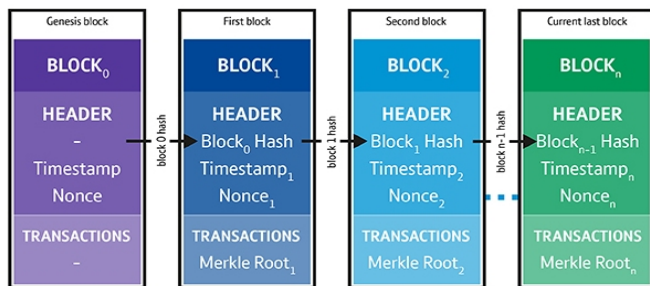 Genesis block
BLOCK₀
HEADER
–
Timestamp
Nonce
TRANSACTIONS
–
block 0 hash
First block
BLOCK₁
HEADER
Block₀ Hash
Timestamp₁
Nonce₁
TRANSACTIONS
Merkle Root₁
block 1 hash
Second block
BLOCK₂
HEADER
Block₁ Hash
Timestamp₂
Nonce₂
TRANSACTIONS
Merkle Root₂
block n-1 hash
Current last block
BLOCKₙ
HEADER
Blockₙ₋₁ Hash
Timestampₙ
Nonceₙ
TRANSACTIONS
Merkle Rootₙ